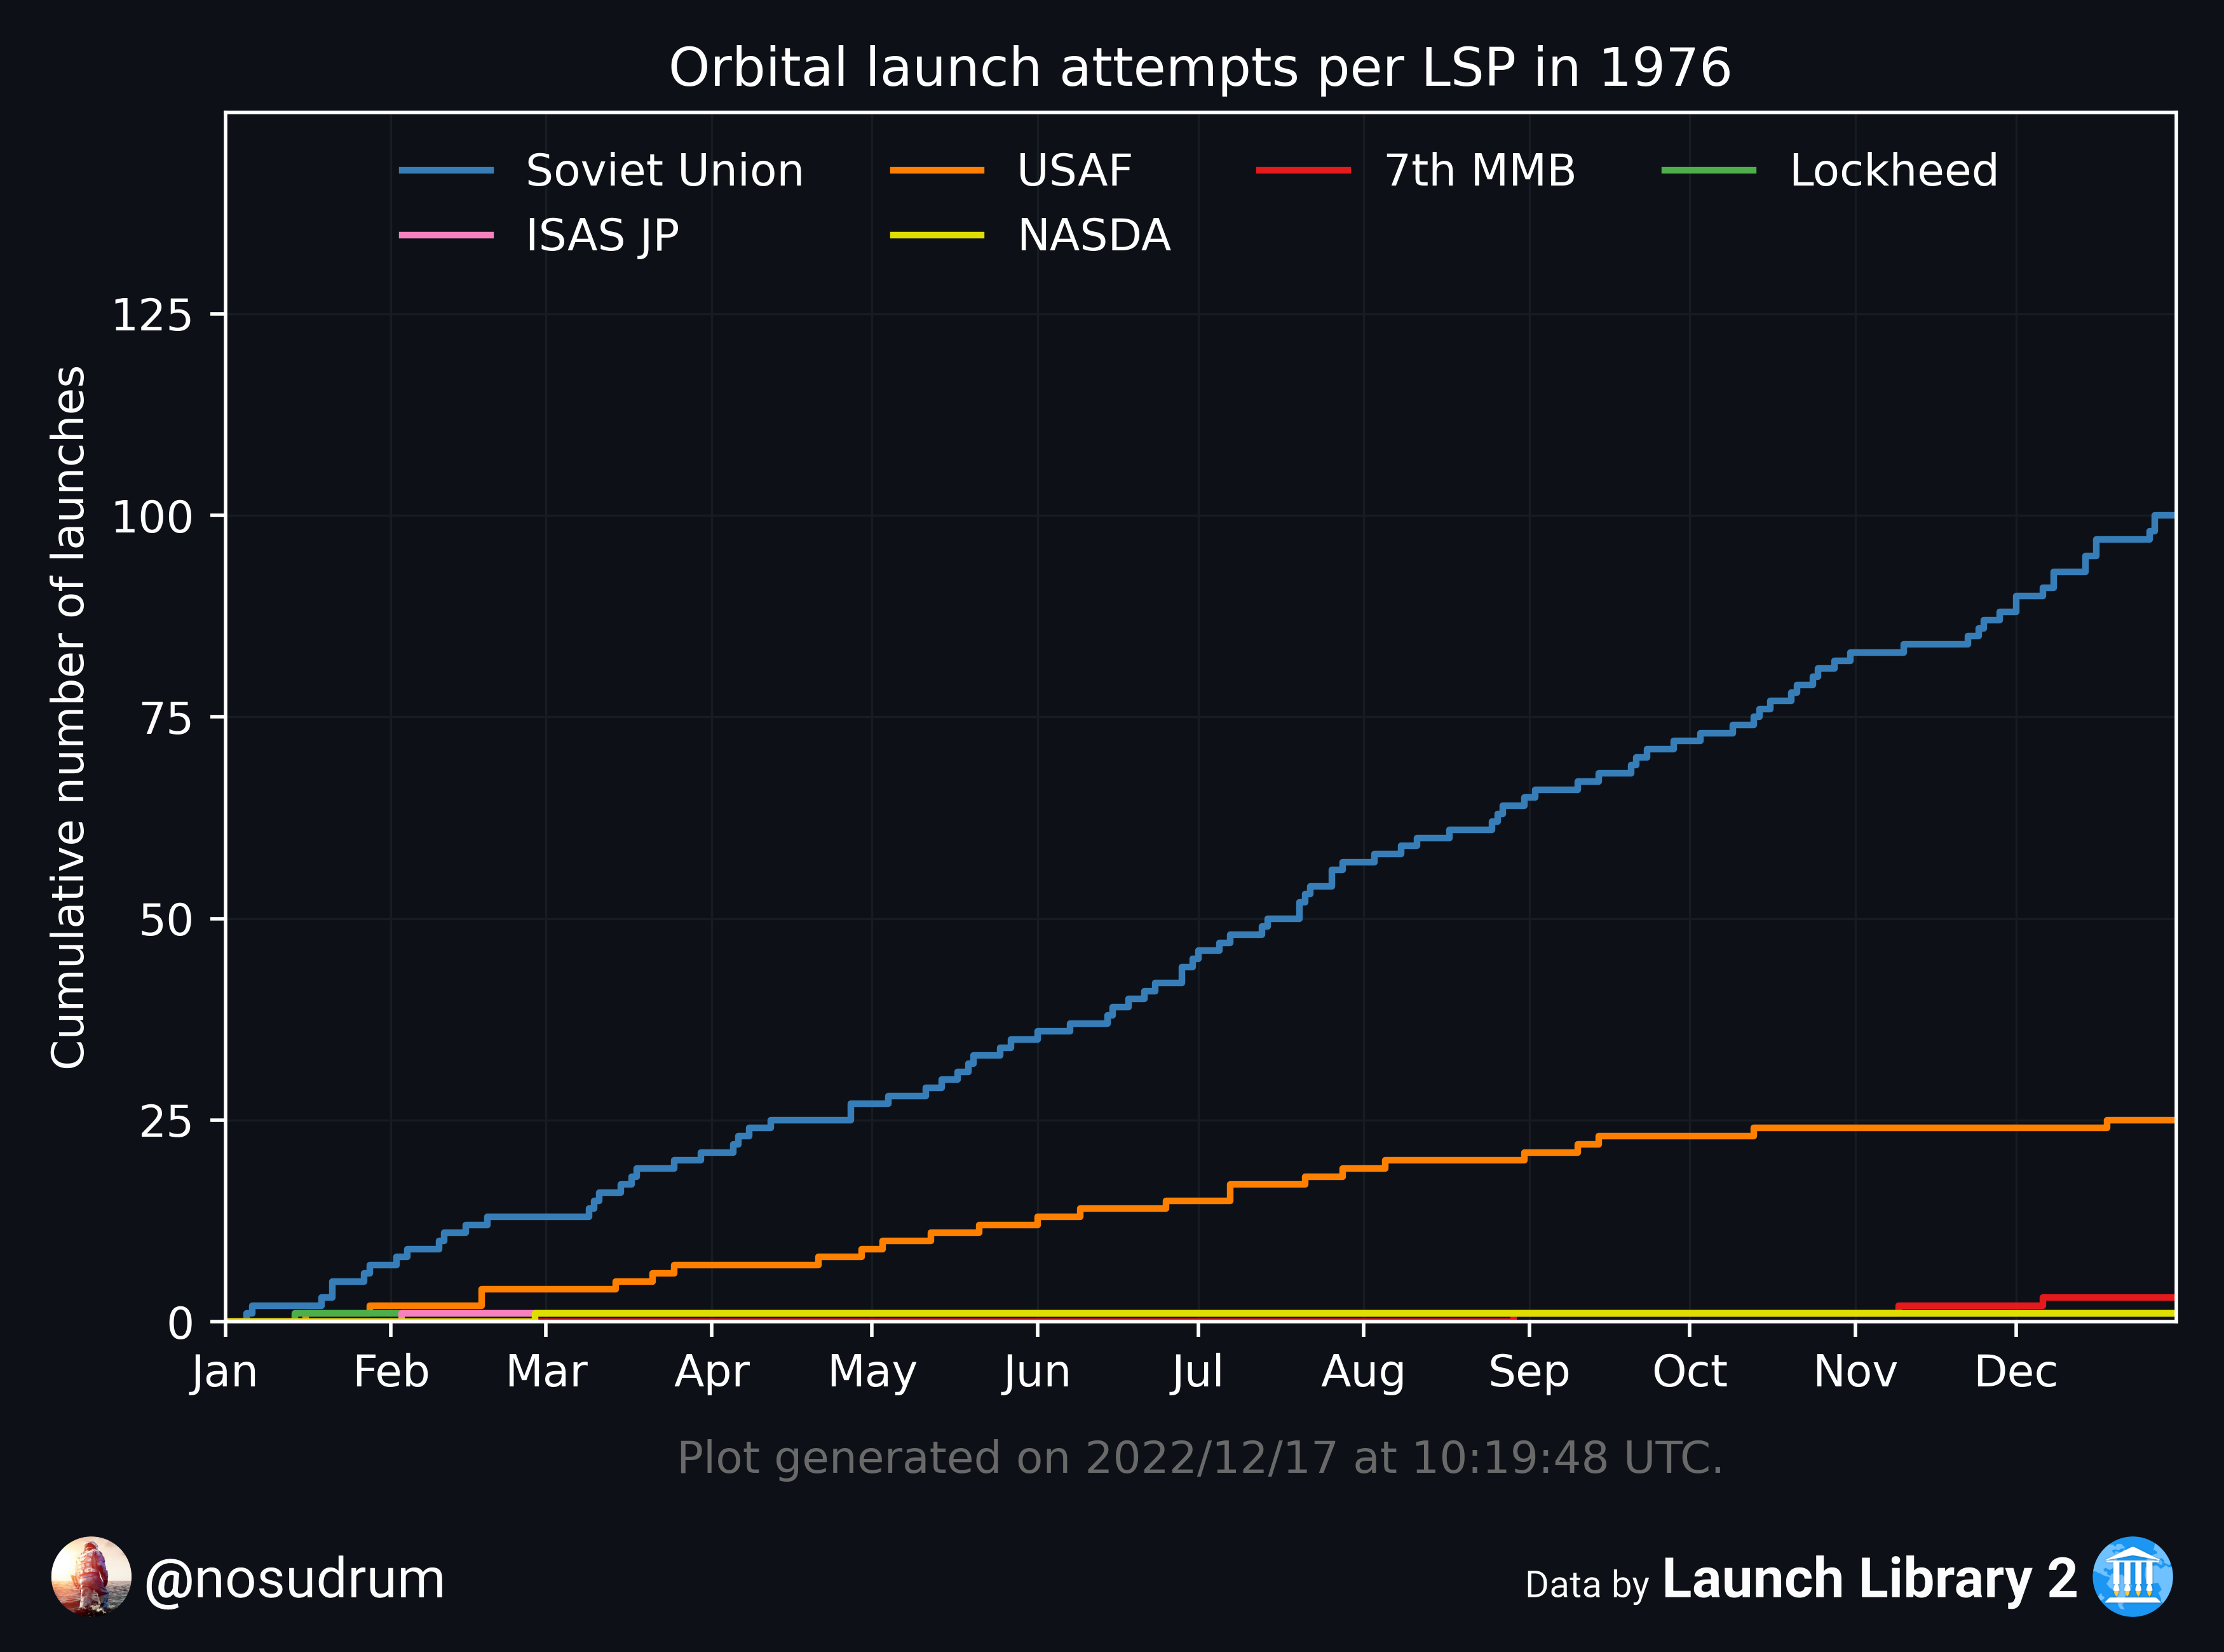 Orbital launch attempts per LSP in 1976
Soviet Union USAF 7th MMB Lockheed
ISAS JP NASDA
Cumulative number of launches
125
100
75
50
25
0
Jan Feb Mar Apr May Jun Jul Aug Sep Oct Nov Dec
Plot generated on 2022/12/17 at 10:19:48 UTC.
@nosudrum
Data by Launch Library 2